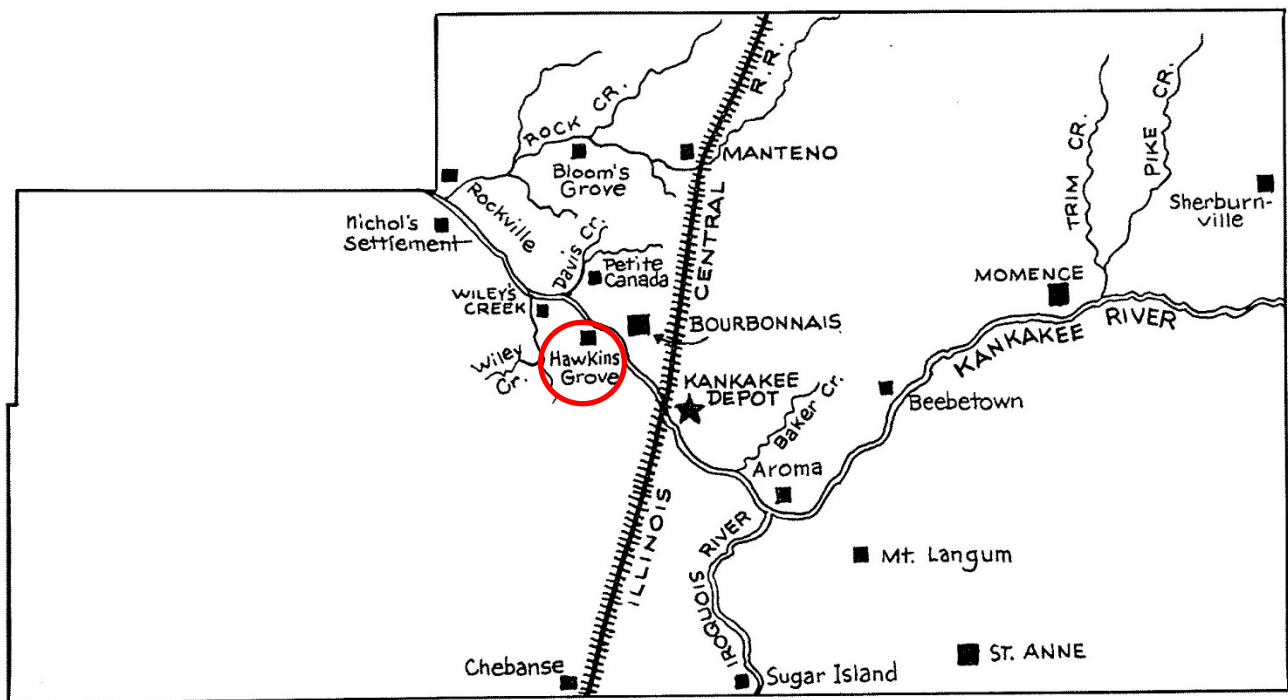 ROCK CR.
R.R.
MANTENO
Bloom's
Grove
Rockville
Nichol's
Settlement
Davis Cr.
Petite
Canada
WILEY'S
CREEK
BOURBONNAIS
Hawkins
Grove
Wiley
Cr.
CENTRAL
KANKAKEE
DEPOT
Baker Cr.
Aroma
TRIM CR.
PIKE CR.
Sherburn-
ville
MOMENCE
KANKAKEE RIVER
Beebetown
ILLINOIS
IROQUOIS RIVER
Mt. Langum
ST. ANNE
Chebanse
Sugar Island